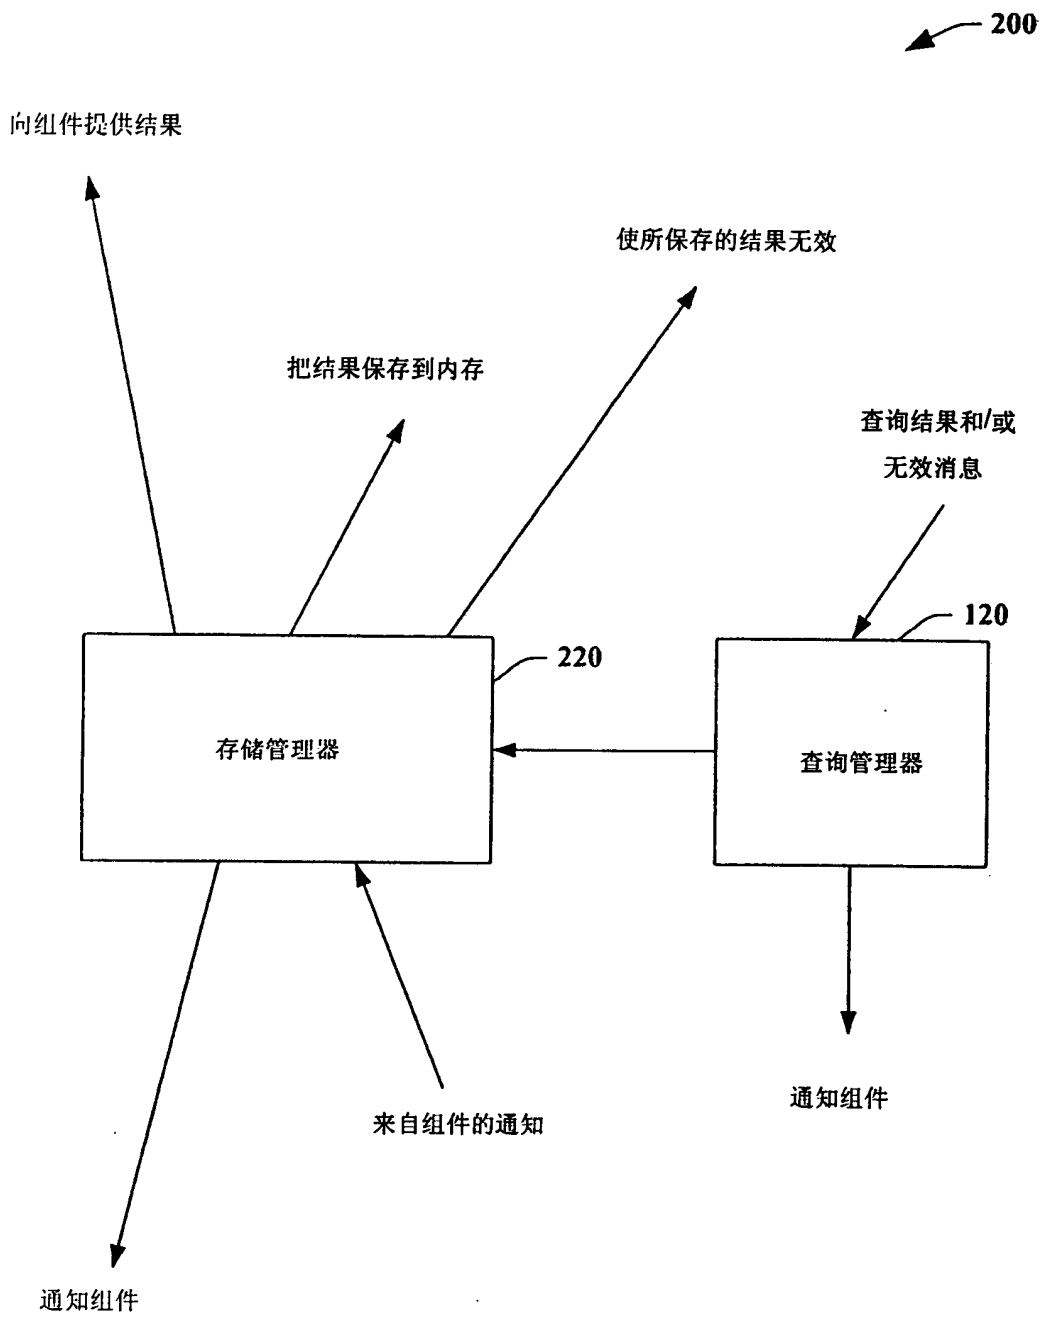 200
向组件提供结果
使所保存的结果无效
把结果保存到内存
查询结果和/或
无效消息
120
220
存储管理器
查询管理器
通知组件
来自组件的通知
通知组件